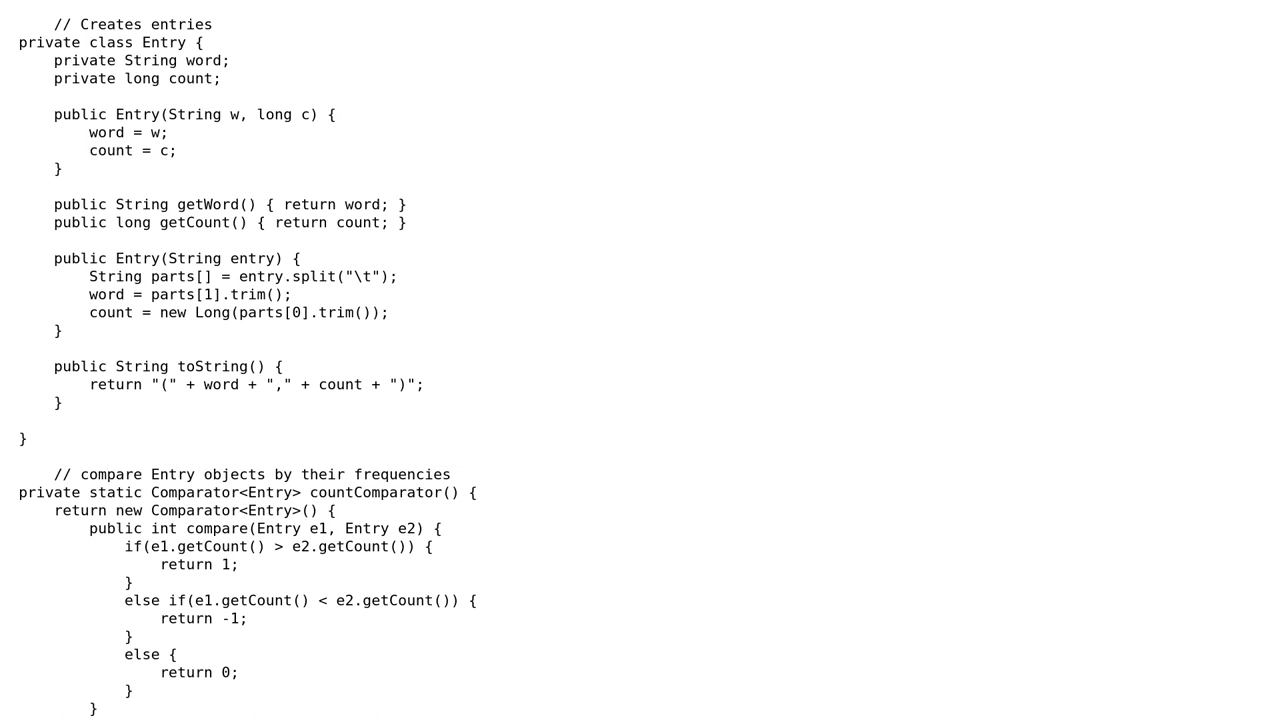 // Creates entries
private class Entry {
    private String word;
    private long count;

    public Entry(String w, long c) {
        word = w;
        count = c;
    }

    public String getWord() { return word; }
    public long getCount() { return count; }

    public Entry(String entry) {
        String parts[] = entry.split("\t");
        word = parts[1].trim();
        count = new Long(parts[0].trim());
    }

    public String toString() {
        return "(" + word + "," + count + ")";
    }

}

    // compare Entry objects by their frequencies
private static Comparator<Entry> countComparator() {
    return new Comparator<Entry>() {
        public int compare(Entry e1, Entry e2) {
            if(e1.getCount() > e2.getCount()) {
                return 1;
            }
            else if(e1.getCount() < e2.getCount()) {
                return -1;
            }
            else {
                return 0;
            }
        }